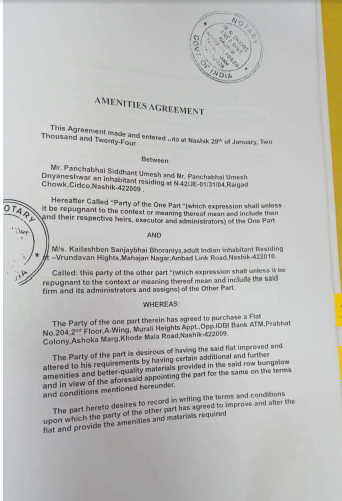 NOTARY
GOVT. OF INDIA
AMENITIES AGREEMENT
This Agreement made and entered into at Nashik 29th of January, Two
Thousand and Twenty-Four
Between
Mr. Panchabhai Siddhant Umesh and Mr. Panchabhai Umesh
Dnyaneshwar an inhabitant residing at N-42/JE-01/31/04,Raigad
Chowk,Cidco,Nashik-422009 .
Hereafter Called "Party of the One Part "(which expression shall unless
it be repugnant to the context or meaning thereof mean and include than
and their respective heirs, executor and administrators) of the One Part
NOTARY
AND
M/s. Kailashben Sanjaybhai Bhoraniya,adult Indian inhabitant Residing
at –Vrundavan Hights,Mahajan Nagar,Ambad Link Road,Nashik-422010.
Called: this party of the other part "(which expression shall unless it be
repugnant to the context or meaning thereof mean and include the said
firm and its administrators and assigns) of the Other Part.
WHEREAS:
The Party of the one part therein has agreed to purchase a Flat
No.204,2nd Floor,A-Wing, Murali Heights Appt.,Opp.IDBI Bank ATM,Prabhat
Colony,Ashoka Marg,Khode Mala Road,Nashik-422009.
The Party of the part is desirous of having the said flat improved and
altered to his requirements by having certain additional and further
amenities and better-quality materials provided in the said row bungalow
and in view of the aforesaid appointing the part for the same on the terms
and conditions mentioned hereunder.
The part hereto desires to record in writing the terms and conditions
upon which the party of the other part has agreed to improve and alter the
flat and provide the amenities and materials required